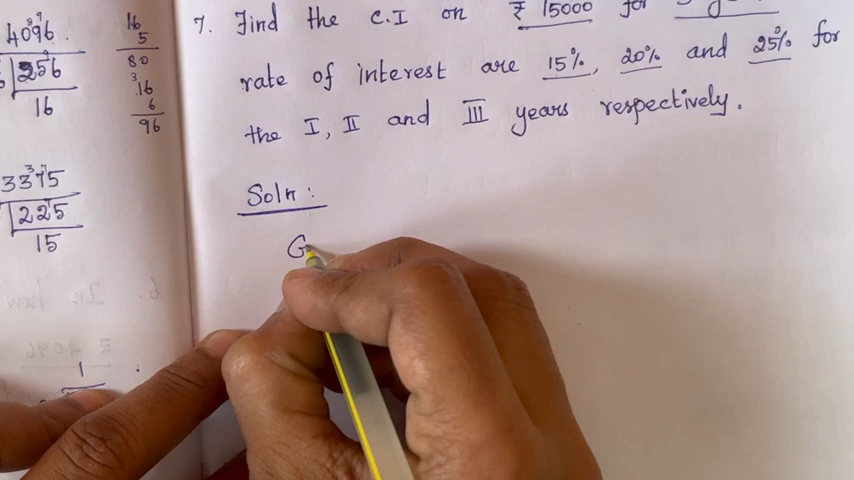 4096
256
16
16
5
80
16
6
96
3375
225
15
1
7. Find the C.I on ₹ 15000 for
rate of interest are 15%, 20% and 25% for
the I, II and III years respectively.
Soln :
G